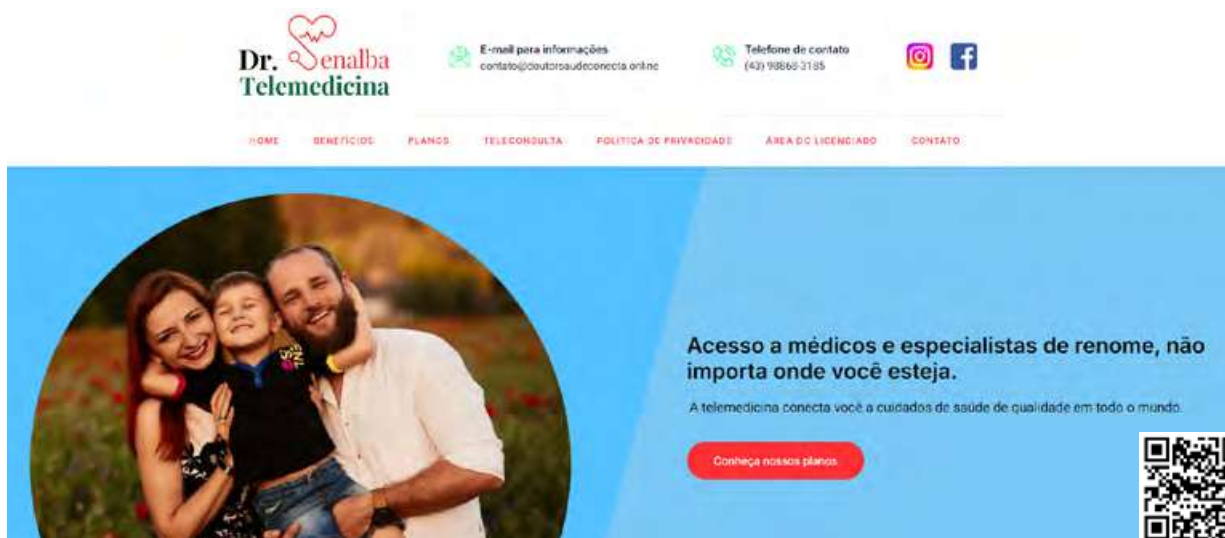 Dr. Senalba
Telemedicina
E-mail para informações
contato@doutorsaudeconecta.online
Telefone de contato
(43) 98868-3185
HOME BENEFÍCIOS PLANOS TELECONSULTA POLÍTICA DE PRIVACIDADE ÁREA DO LICENCIADO CONTATO
Acesso a médicos e especialistas de renome, não
importa onde você esteja.
A telemedicina conecta você a cuidados de saúde de qualidade em todo o mundo.
Conheça nossos planos